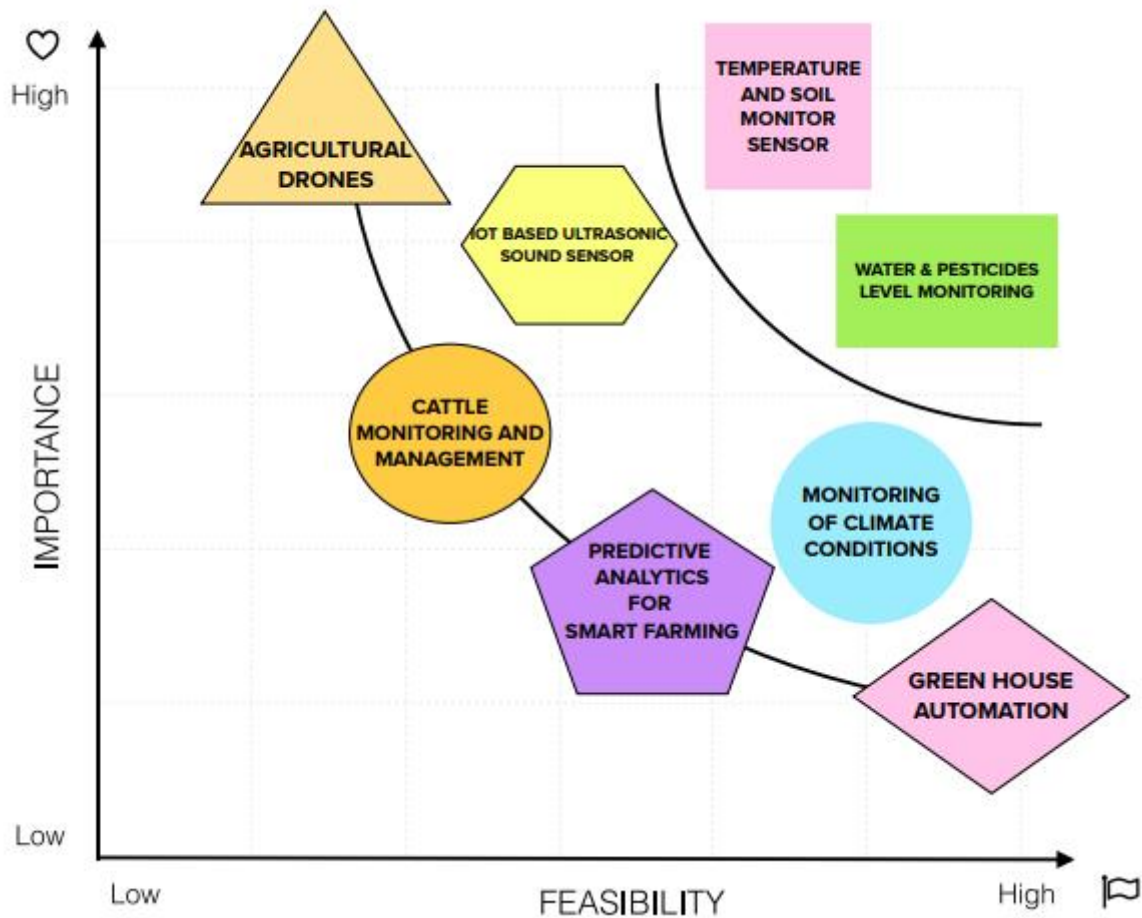 High
AGRICULTURAL
DRONES
TEMPERATURE
AND SOIL
MONITOR
SENSOR
IOT BASED ULTRASONIC
SOUND SENSOR
WATER & PESTICIDES
LEVEL MONITORING
IMPORTANCE
CATTLE
MONITORING AND
MANAGEMENT
MONITORING
OF CLIMATE
CONDITIONS
PREDICTIVE
ANALYTICS
FOR
SMART FARMING
GREEN HOUSE
AUTOMATION
Low
Low
FEASIBILITY
High